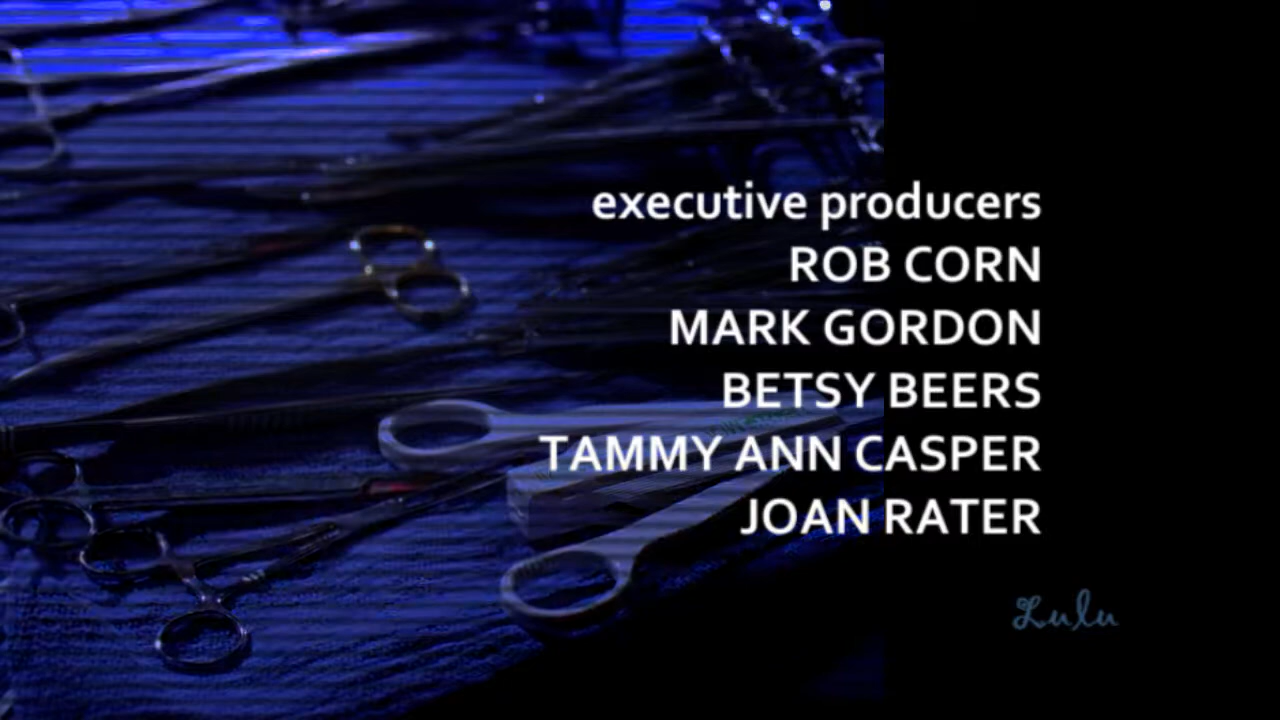 executive producers
ROB CORN
MARK GORDON
BETSY BEERS
TAMMY ANN CASPER
JOAN RATER
Lulu